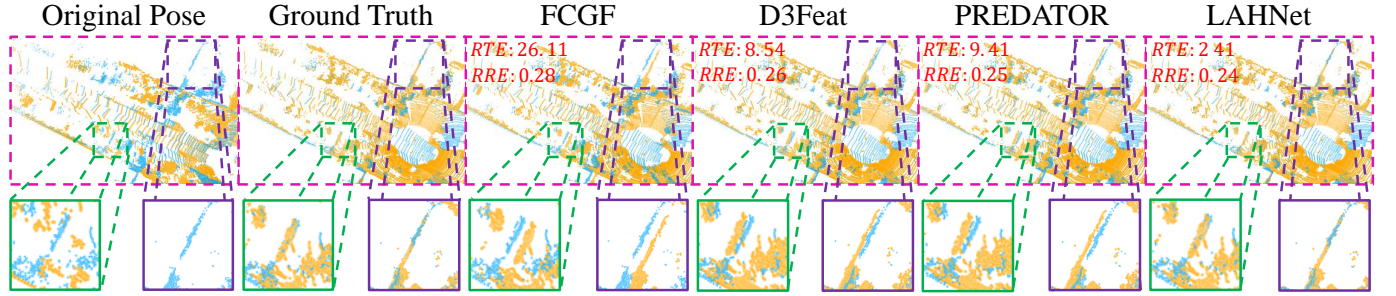 Original Pose
Ground Truth
FCGF
D3Feat
PREDATOR
LAHNet
RTE: 26.11
RRE: 0.28
RTE: 8.54
RRE: 0.26
RTE: 9.41
RRE: 0.25
RTE: 2 41
RRE: 0.24